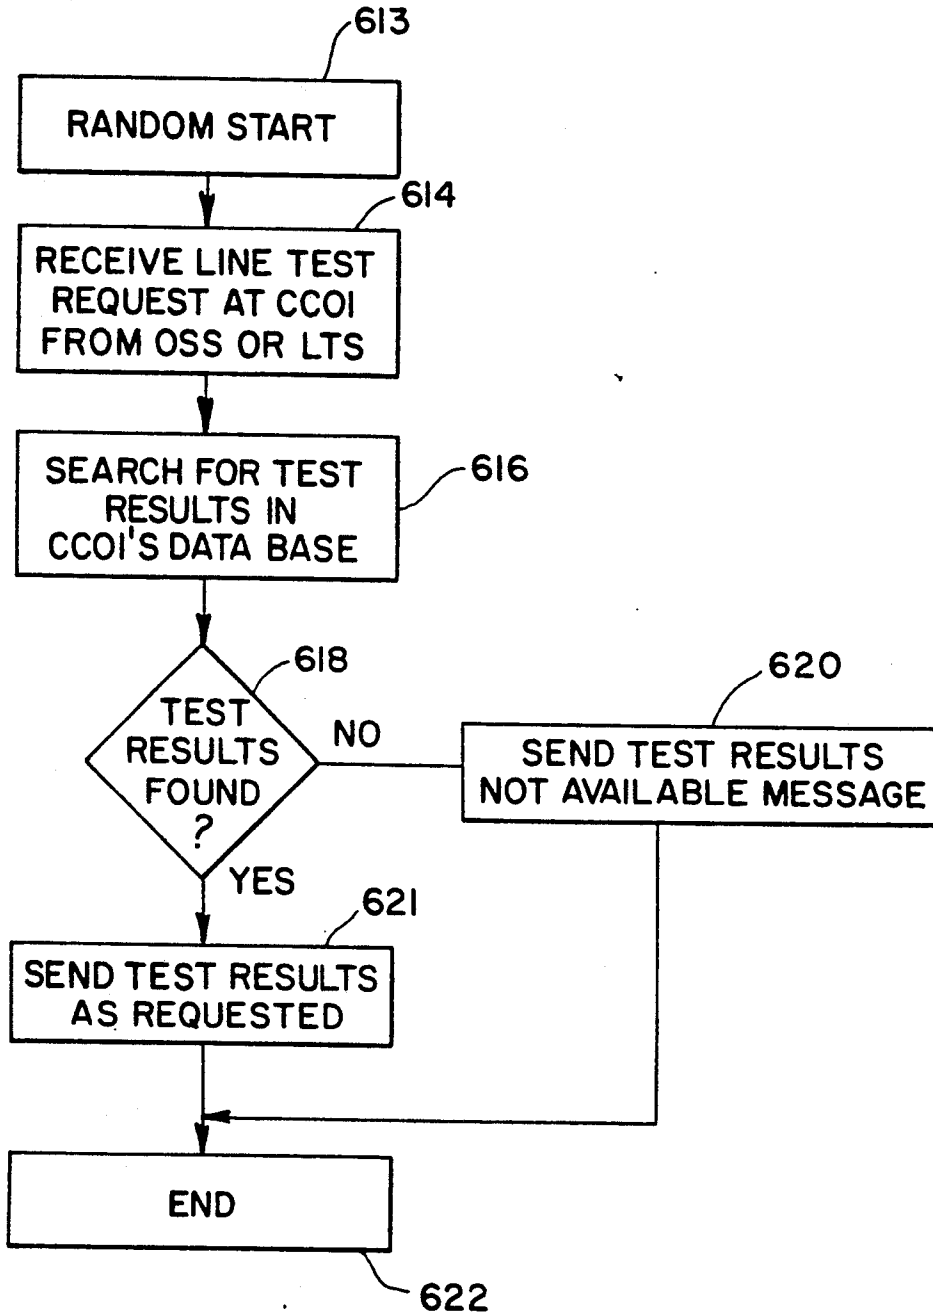 613
RANDOM START
614
RECEIVE LINE TEST
REQUEST AT CCOI
FROM OSS OR LTS
616
SEARCH FOR TEST
RESULTS IN
CCOI'S DATA BASE
618
TEST
RESULTS
FOUND
?
NO
620
SEND TEST RESULTS
NOT AVAILABLE MESSAGE
YES
621
SEND TEST RESULTS
AS REQUESTED
END
622